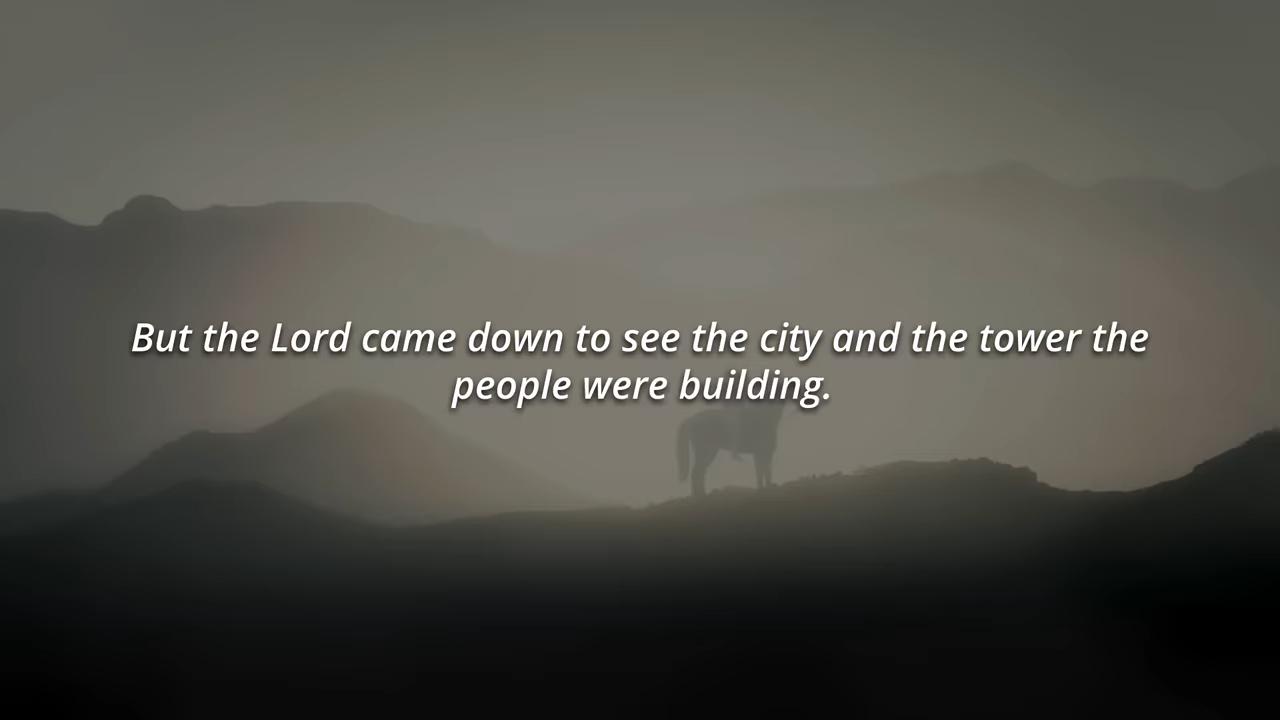 But the Lord came down to see the city and the tower the
people were building.